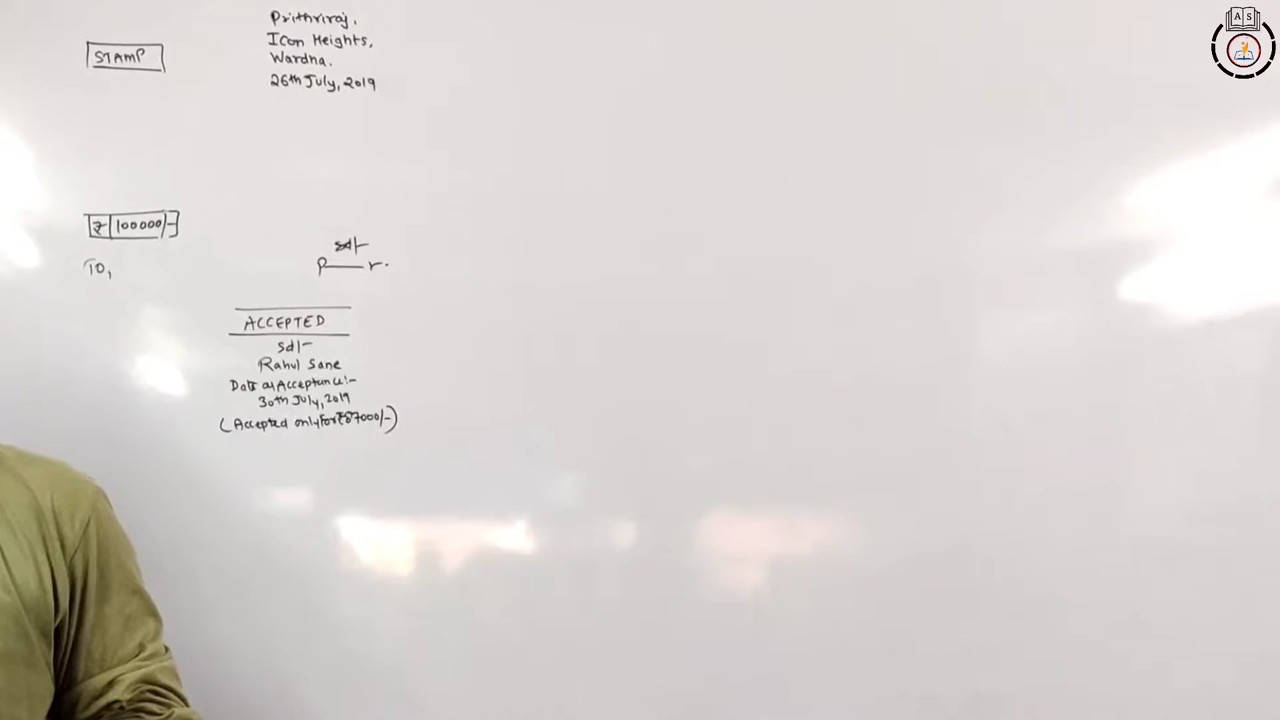 Prithviraj,
Icon Heights,
Wardha.
26th July, 2019
STAMP
₹ 100000/-
To,
sd/-
P r.
ACCEPTED
sd/-
Rahul Sane
Date of Acceptance:-
30th July, 2019
(Accepted only for ₹87000/-)
A S